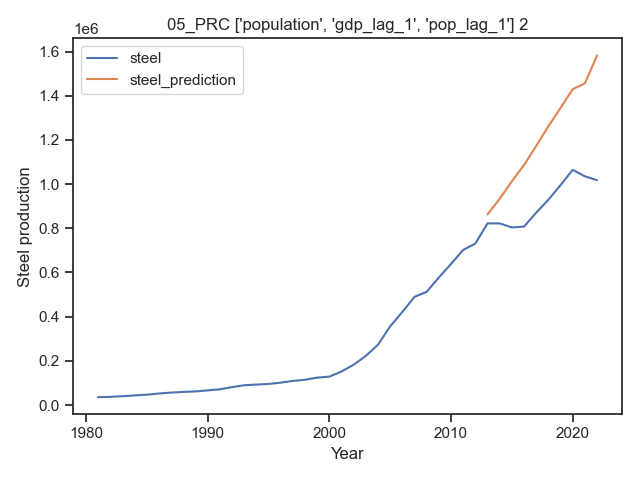 05_PRC ['population', 'gdp_lag_1', 'pop_lag_1'] 2
1e6
steel
steel_prediction
1.6
1.4
1.2
1.0
0.8
0.6
0.4
0.2
0.0
Steel production
1980
1990
2000
2010
2020
Year